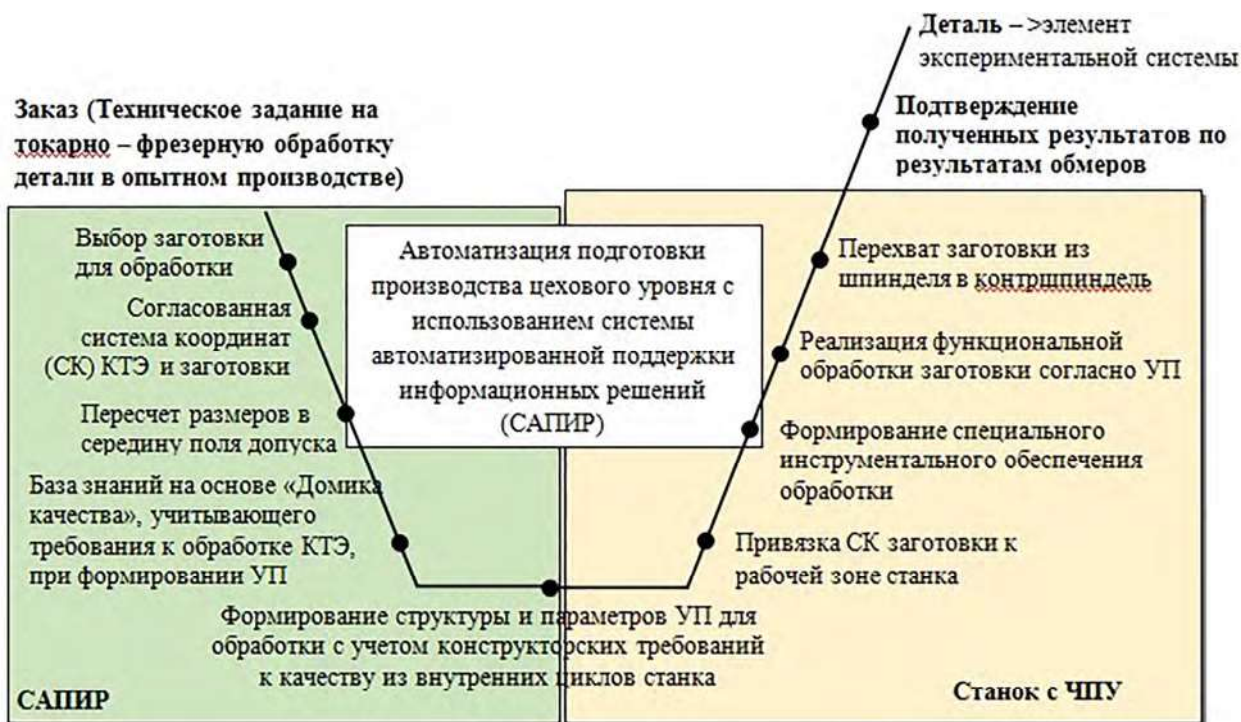 Заказ (Техническое задание на
токарно – фрезерную обработку
детали в опытном производстве)
Выбор заготовки
для обработки
Согласованная
система координат
(СК) КТЭ и заготовки
Пересчет размеров в
середину поля допуска
База знаний на основе «Домика
качества», учитывающего
требования к обработке КТЭ,
при формировании УП
Формирование структуры и параметров УП для
обработки с учетом конструкторских требований
к качеству из внутренних циклов станка
САПИР
Автоматизация подготовки
производства цехового уровня с
использованием системы
автоматизированной поддержки
информационных решений
(САПИР)
Деталь – >элемент
экспериментальной системы
Подтверждение
полученных результатов по
результатам обмеров
Перехват заготовки из
шпинделя в контршпиндель
Реализация функциональной
обработки заготовки согласно УП
Формирование специального
инструментального обеспечения
обработки
Привязка СК заготовки к
рабочей зоне станка
Станок с ЧПУ